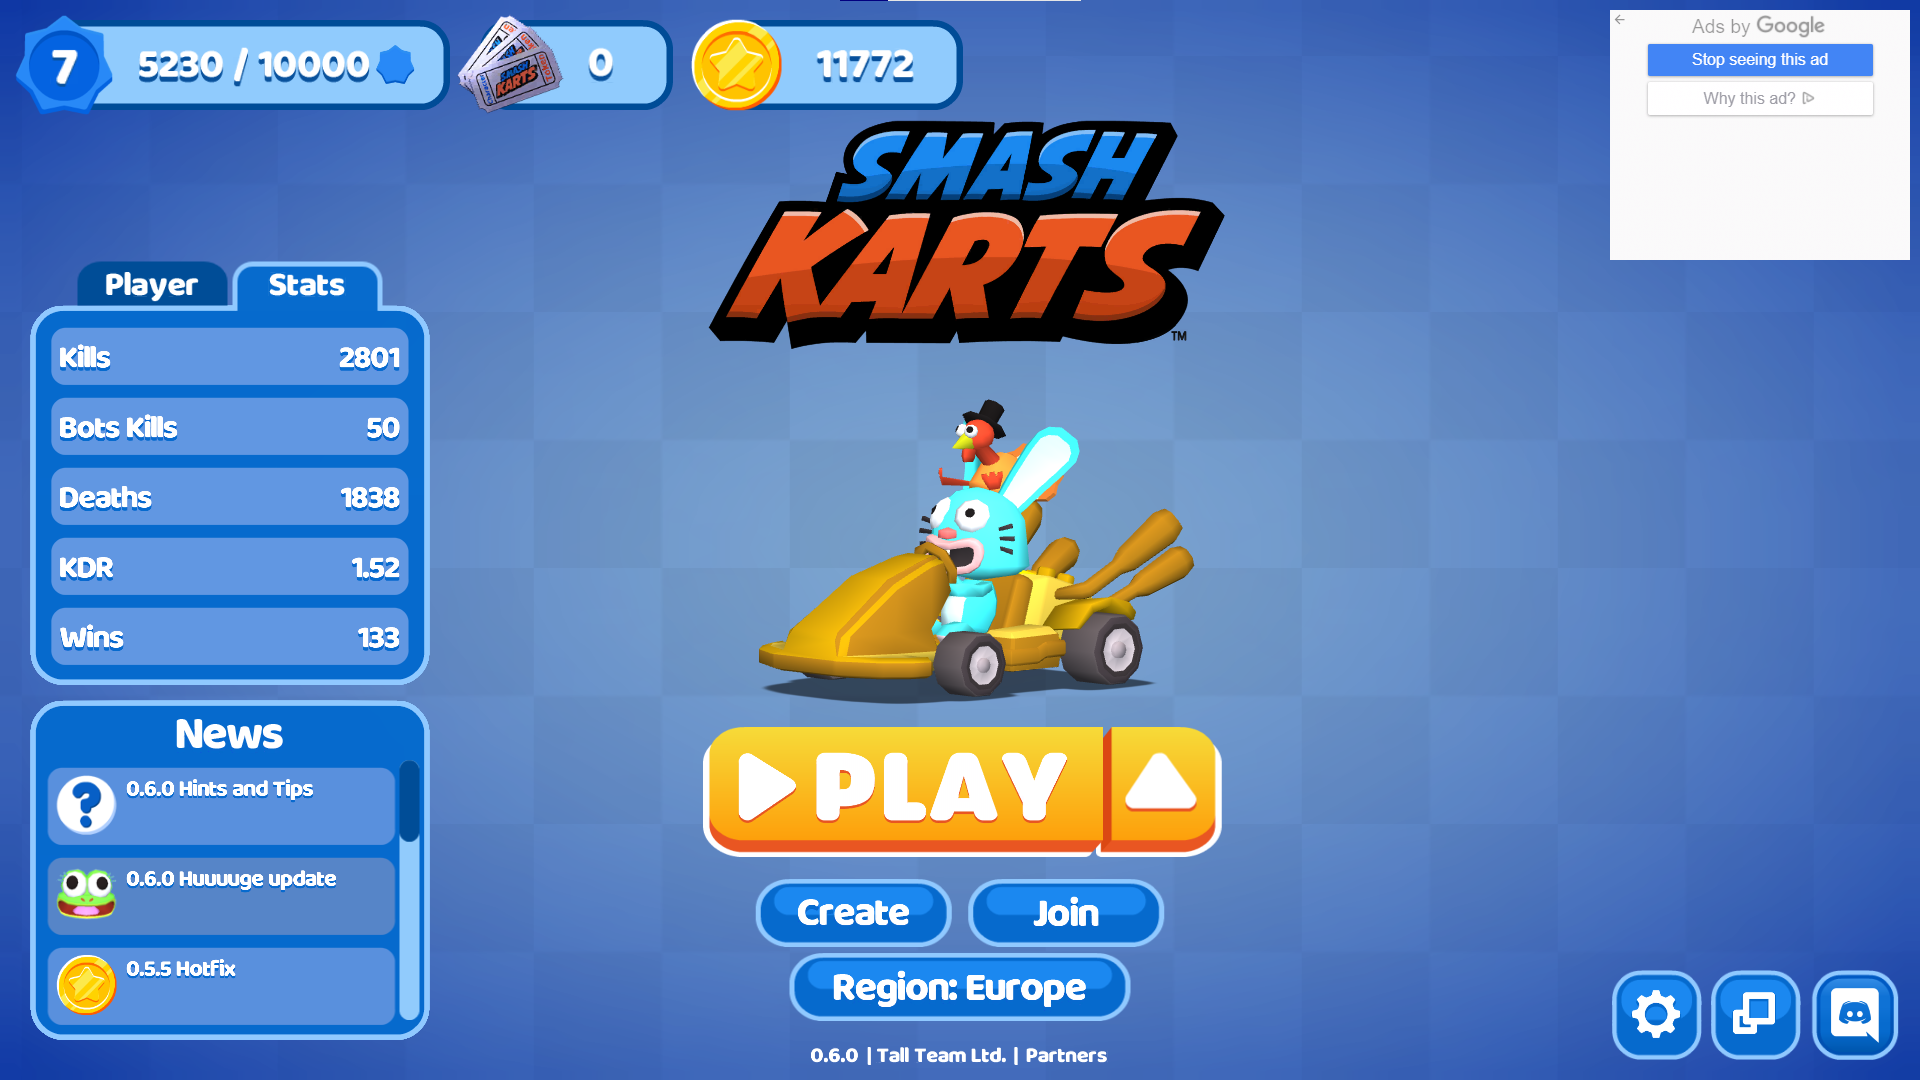 7
5230 / 10000
SMASH KARTS
0
11772
Ads by Google
Stop seeing this ad
Why this ad?
SMASH
KARTS
TM
Player
Stats
Kills 2801
Bots Kills 50
Deaths 1838
KDR 1.52
Wins 133
News
0.6.0 Hints and Tips
0.6.0 Huuuuge update
0.5.5 Hotfix
PLAY
Create
Join
Region: Europe
0.6.0 | Tall Team Ltd. | Partners